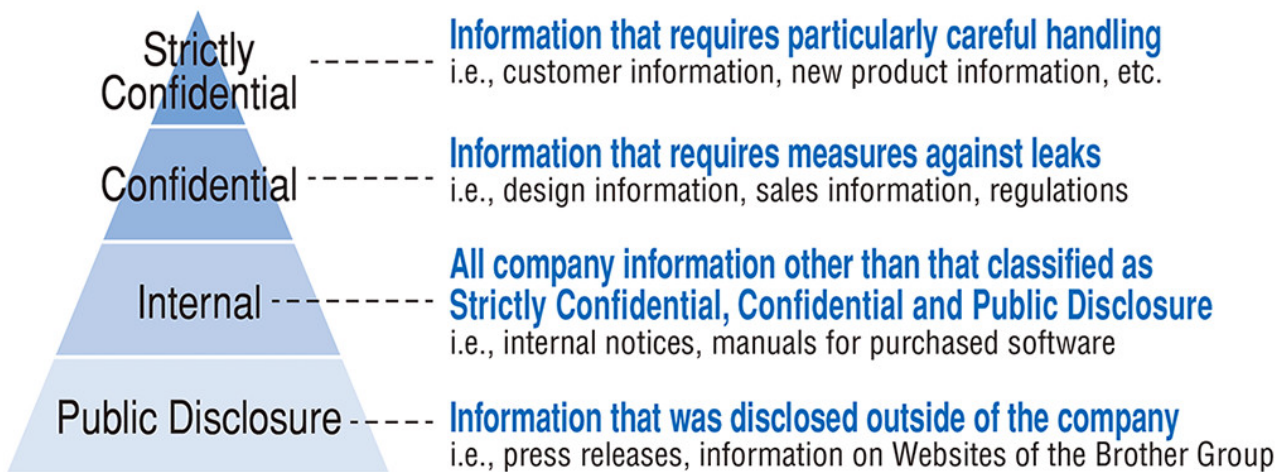 Strictly
Confidential
Information that requires particularly careful handling
i.e., customer information, new product information, etc.
Confidential
Information that requires measures against leaks
i.e., design information, sales information, regulations
Internal
All company information other than that classified as
Strictly Confidential, Confidential and Public Disclosure
i.e., internal notices, manuals for purchased software
Public Disclosure
Information that was disclosed outside of the company
i.e., press releases, information on Websites of the Brother Group